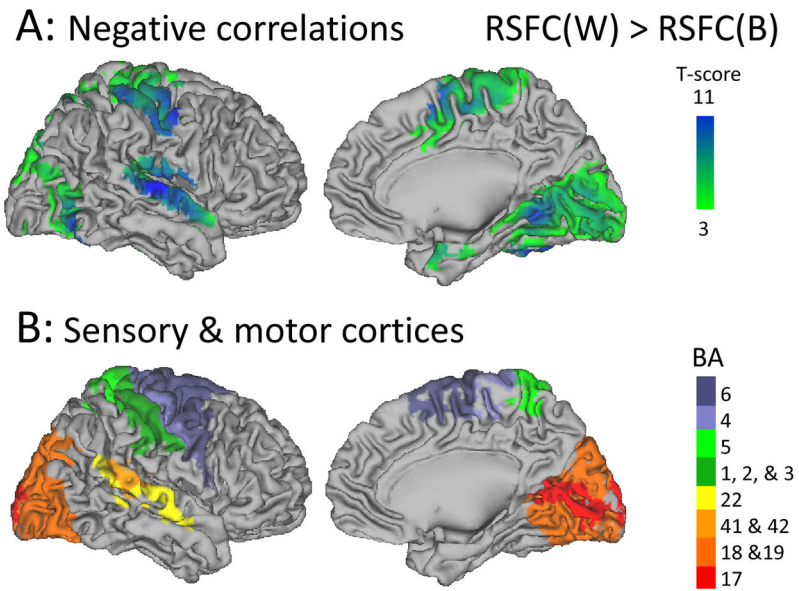 A: Negative correlations RSFC(W) > RSFC(B)
T-score
11
3
B: Sensory & motor cortices
BA
6
4
5
1, 2, & 3
22
41 & 42
18 &19
17